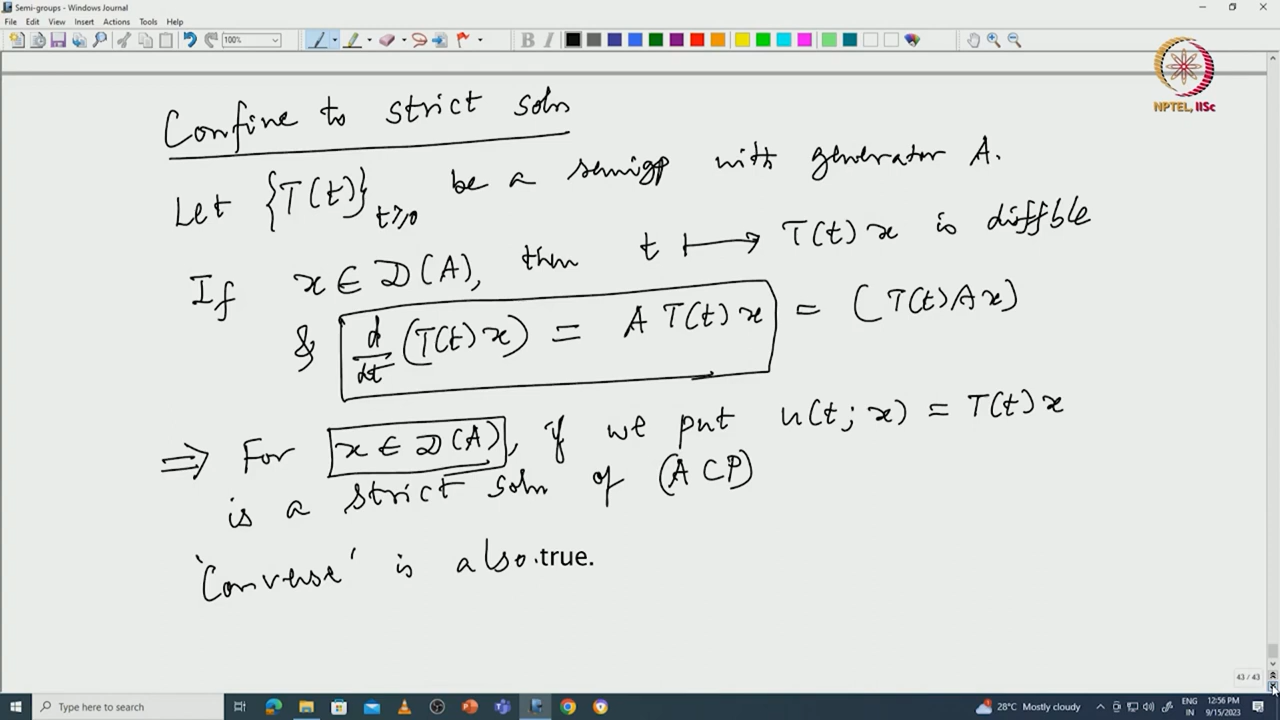 Semi-groups - Windows Journal
File Edit View Insert Actions Tools Help
100%
NPTEL, IISc
Confine to strict soln
Let {T(t)}t≥0 be a semigp with generator A.
If x ∈ D(A), then t ↦ T(t)x is diffble
& d/dt (T(t)x) = A T(t)x = (T(t)Ax)
⇒ For x ∈ D(A), if we put u(t; x) = T(t)x
is a strict soln of (ACP)
'Converse' is also.true.
43 / 43
Type here to search
28°C Mostly cloudy
ENG IN
12:56 PM
9/15/2023